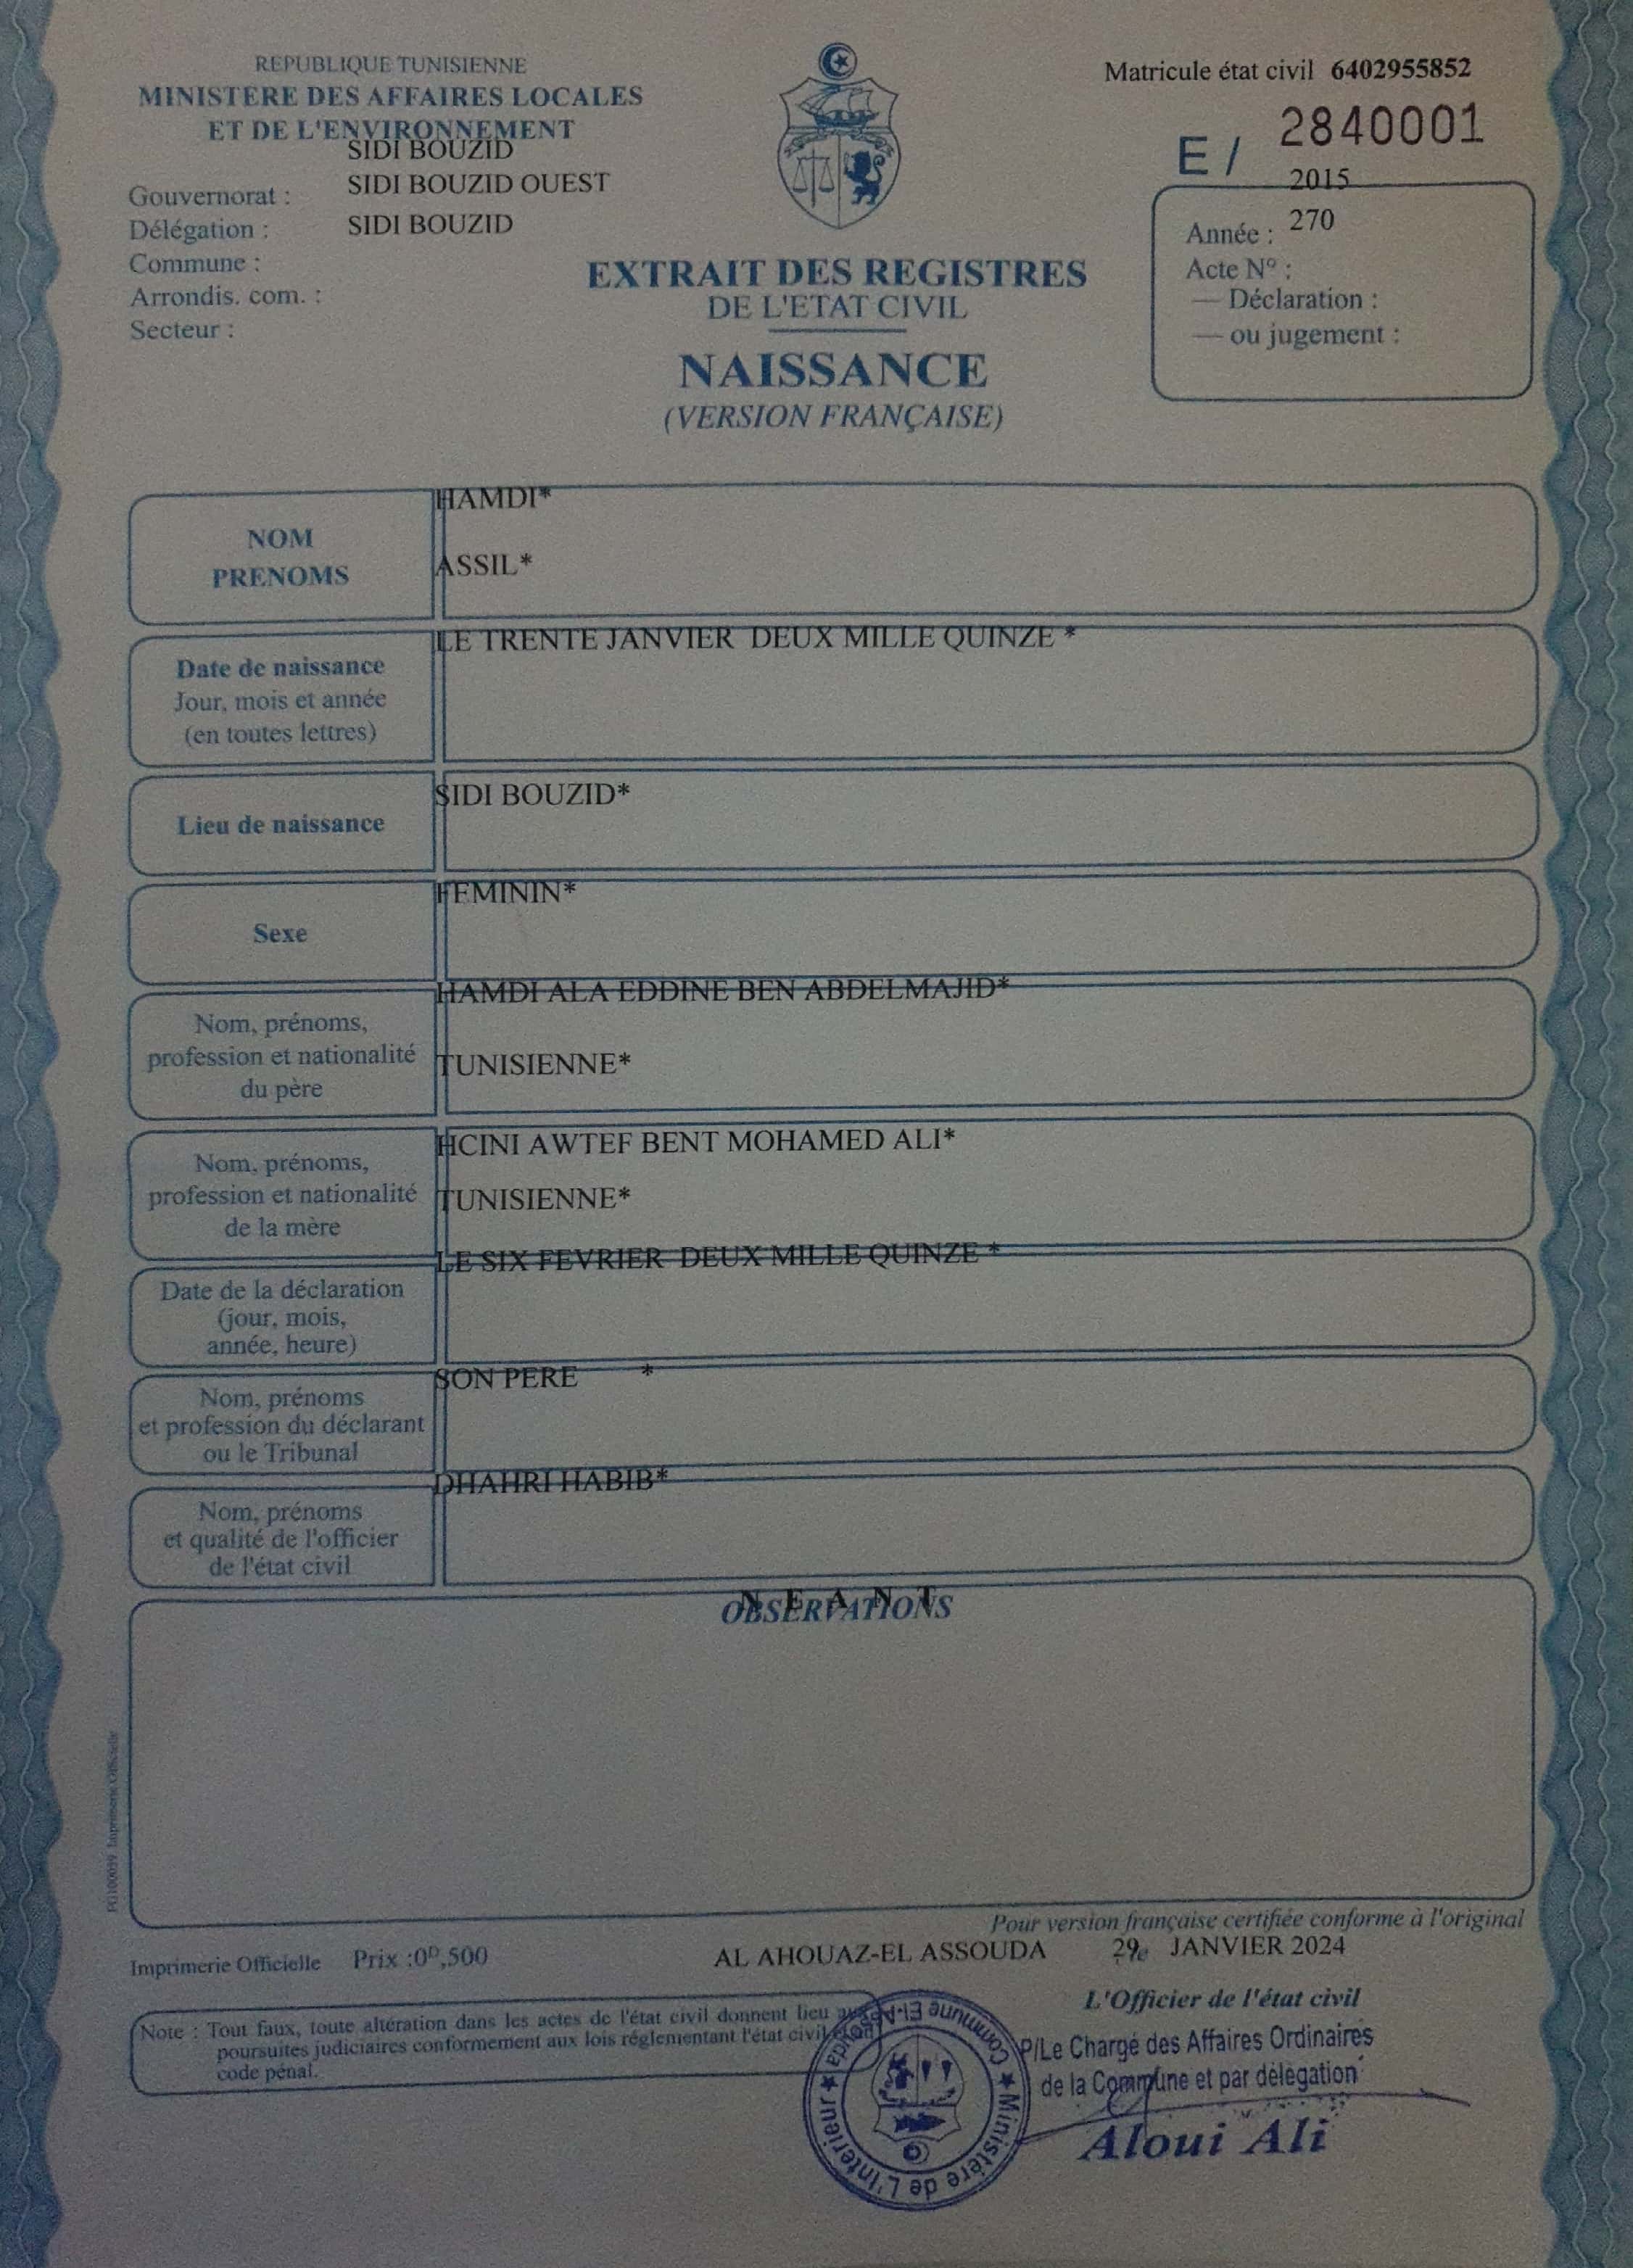 REPUBLIQUE TUNISIENNE
MINISTERE DES AFFAIRES LOCALES
ET DE L'ENVIRONNEMENT
SIDI BOUZID
Gouvernorat : SIDI BOUZID OUEST
Délégation : SIDI BOUZID
Commune :
Arrondis. com. :
Secteur :
Matricule état civil 6402955852
E / 2840001
2015
Année : 270
Acte N° :
— Déclaration :
— ou jugement :
EXTRAIT DES REGISTRES
DE L'ETAT CIVIL
NAISSANCE
(VERSION FRANÇAISE)
HAMDI*
NOM
PRENOMS
ASSIL*
LE TRENTE JANVIER DEUX MILLE QUINZE *
Date de naissance
Jour, mois et année
(en toutes lettres)
SIDI BOUZID*
Lieu de naissance
FEMININ*
Sexe
HAMDI ALA EDDINE BEN ABDELMAJID*
Nom, prénoms,
profession et nationalité
du père
TUNISIENNE*
HCINI AWTEF BENT MOHAMED ALI*
Nom, prénoms,
profession et nationalité
de la mère
TUNISIENNE*
LE SIX FEVRIER DEUX MILLE QUINZE *
Date de la déclaration
(jour, mois,
année, heure)
SON PERE *
Nom, prénoms
et profession du déclarant
ou le Tribunal
DHAHRI HABIB*
Nom, prénoms
et qualité de l'officier
de l'état civil
N E A N T
OBSERVATIONS
Imprimerie Officielle
Pour version française certifiée conforme à l'original
Imprimerie Officielle Prix :0D,500
AL AHOUAZ-EL ASSOUDA 29 JANVIER 2024
L'Officier de l'état civil
Note : Tout faux, toute altération dans les actes de l'état civil donnent lieu aux
poursuites judiciaires conformement aux lois réglementant l'état civil
code pénal.
P/Le Chargé des Affaires Ordinaires
de la Commune et par délégation
Aloui Ali
★ Ministère de L'Intérieur ★
Commune El-Assouda